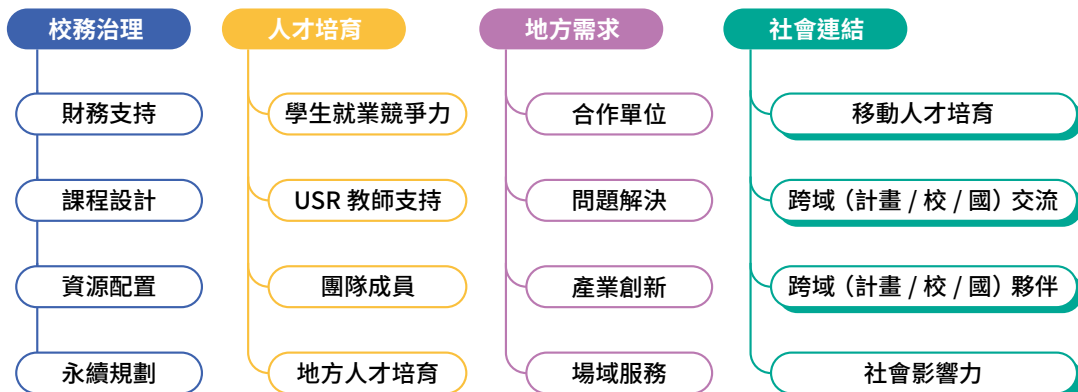 校務治理
財務支持
課程設計
資源配置
永續規劃
人才培育
學生就業競爭力
USR 教師支持
團隊成員
地方人才培育
地方需求
合作單位
問題解決
產業創新
場域服務
社會連結
移動人才培育
跨域（計畫 / 校 / 國）交流
跨域（計畫 / 校 / 國）夥伴
社會影響力